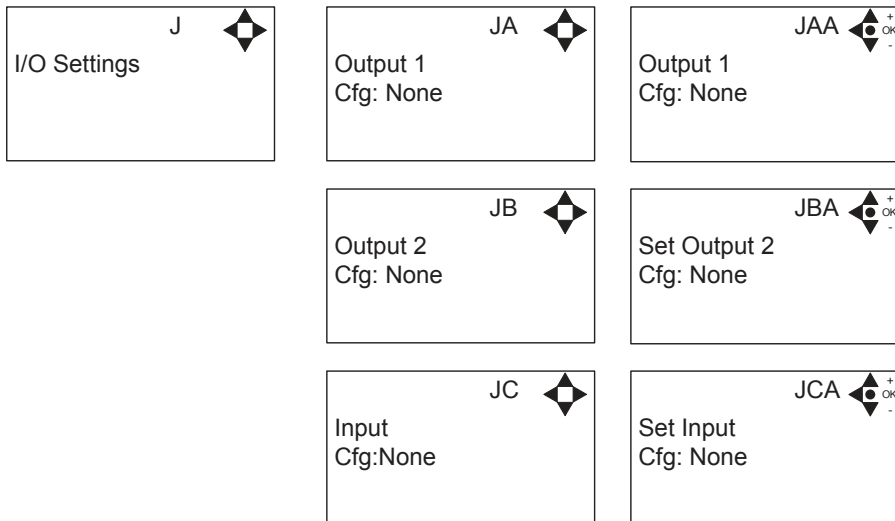 J
I/O Settings
JA
Output 1
Cfg: None
JAA
+
OK
-
Output 1
Cfg: None
JB
Output 2
Cfg: None
JBA
+
OK
-
Set Output 2
Cfg: None
JC
Input
Cfg:None
JCA
+
OK
-
Set Input
Cfg: None